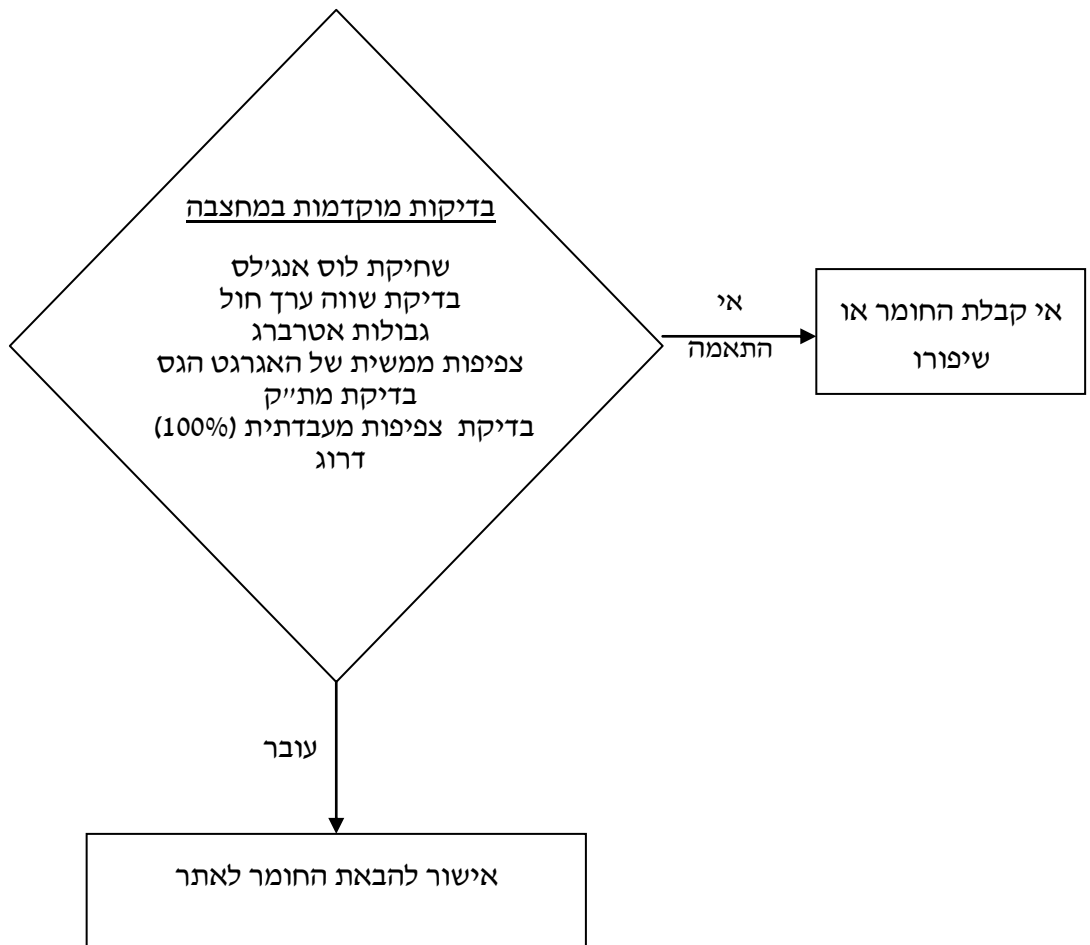 בדיקות מוקדמות במחצבה
שחיקת לוס אנג'לס
בדיקת שווה ערך חול
גבולות אטרברג
צפיפות ממשית של האגרגט הגס
בדיקת מת"ק
בדיקת צפיפות מעבדתית (100%)
דרוג
אי
התאמה
אי קבלת החומר או
שיפורו
עובר
אישור להבאת החומר לאתר